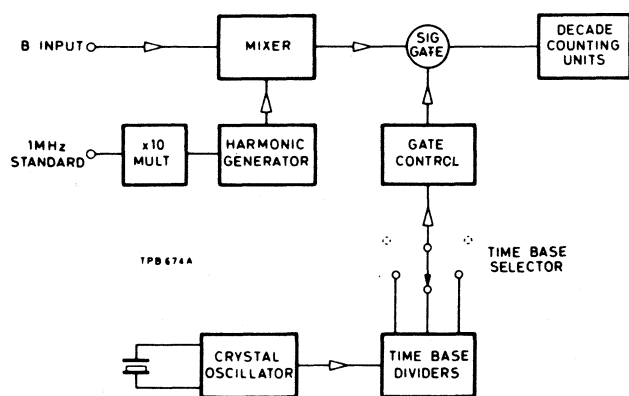 B INPUT
MIXER
SIG
GATE
DECADE
COUNTING
UNITS
1MHz
STANDARD
x10
MULT
HARMONIC
GENERATOR
GATE
CONTROL
TPB 674A
TIME BASE
SELECTOR
CRYSTAL
OSCILLATOR
TIME BASE
DIVIDERS